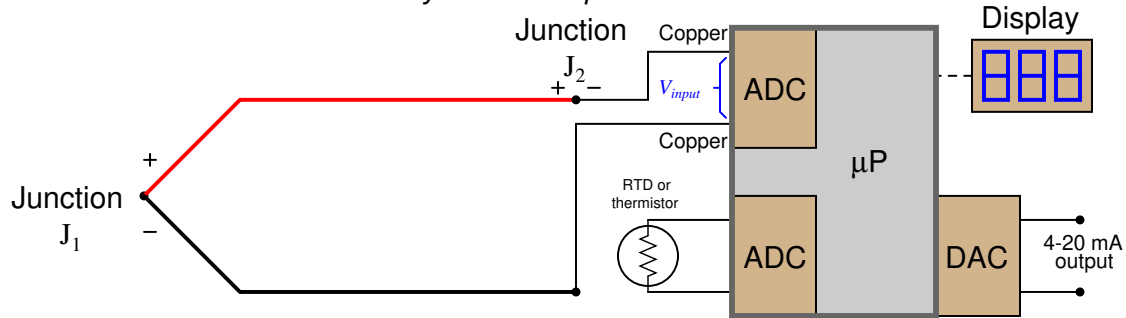 Display
Junction
J2
Copper
+ −
Vinput
ADC
Copper
μP
+
Junction
J1
−
RTD or
thermistor
ADC
DAC
4-20 mA
output